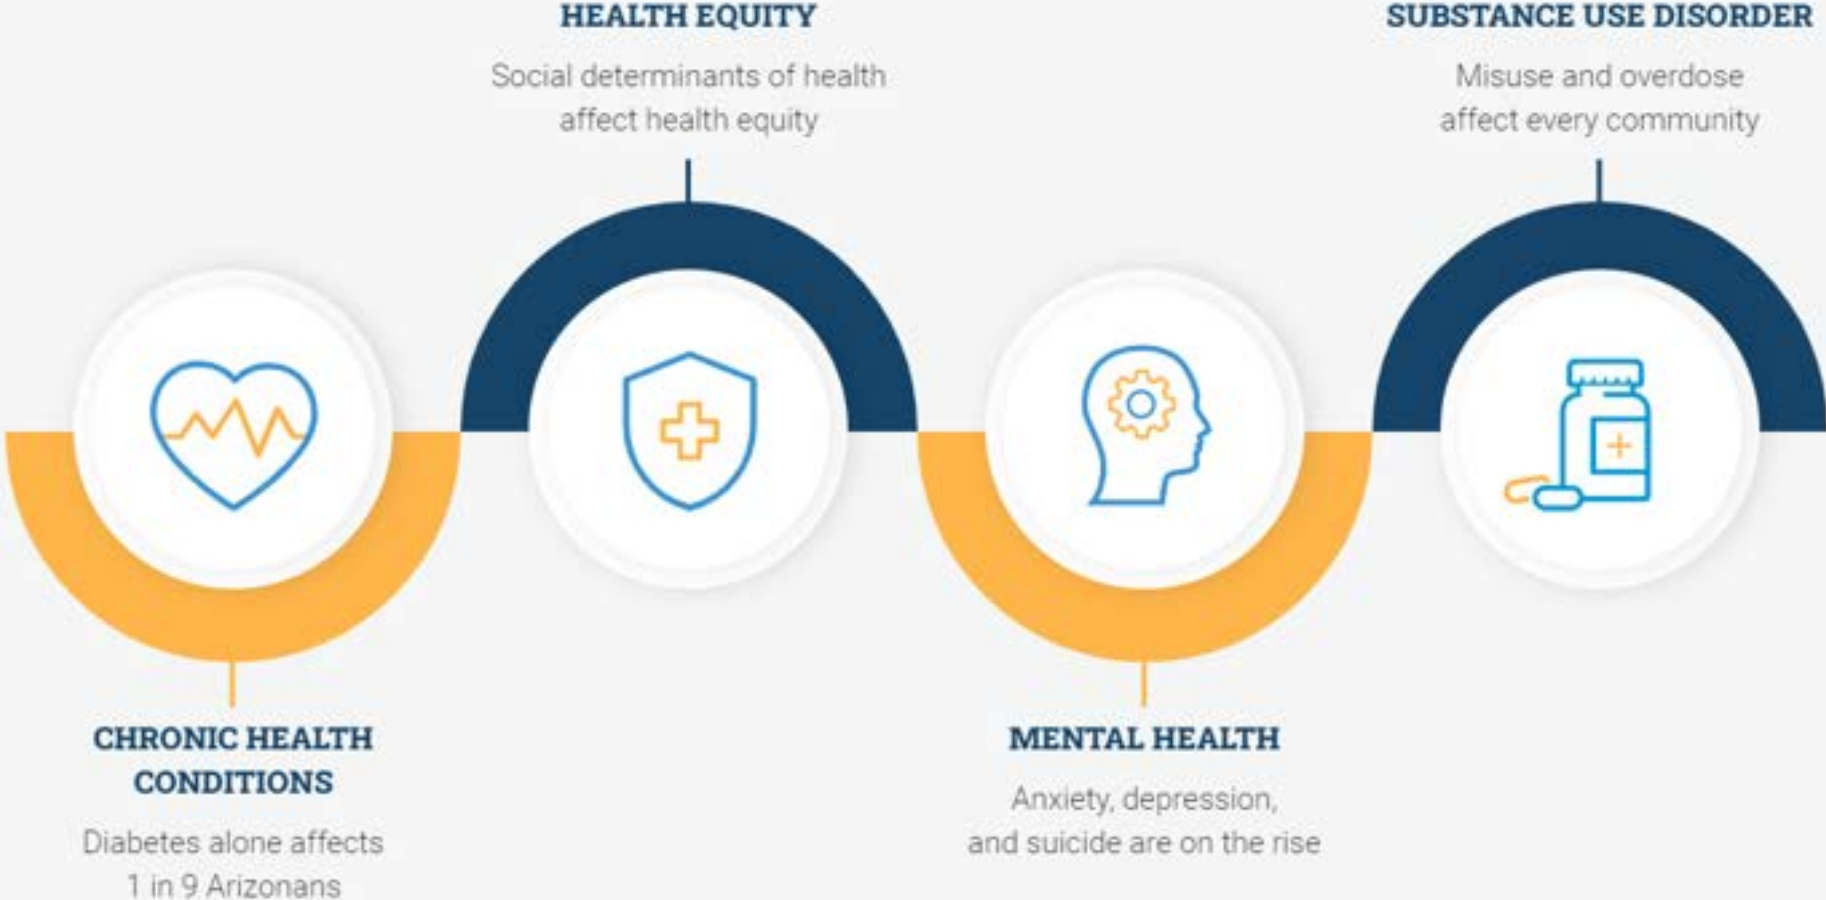 HEALTH EQUITY
Social determinants of health
affect health equity
SUBSTANCE USE DISORDER
Misuse and overdose
affect every community
CHRONIC HEALTH
CONDITIONS
Diabetes alone affects
1 in 9 Arizonans
MENTAL HEALTH
Anxiety, depression,
and suicide are on the rise